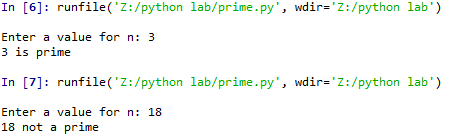 In [6]: runfile('Z:/python lab/prime.py', wdir='Z:/python lab')
Enter a value for n: 3
3 is prime
In [7]: runfile('Z:/python lab/prime.py', wdir='Z:/python lab')
Enter a value for n: 18
18 not a prime